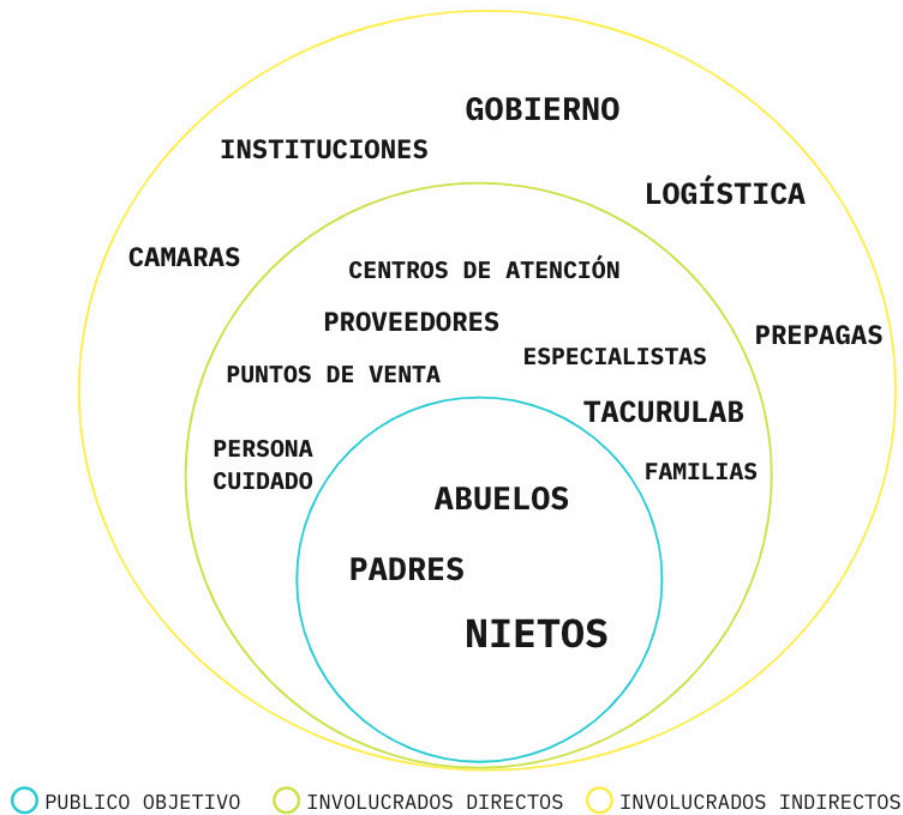 GOBIERNO
INSTITUCIONES
LOGÍSTICA
CAMARAS
CENTROS DE ATENCIÓN
PROVEEDORES
PREPAGAS
ESPECIALISTAS
PUNTOS DE VENTA
TACURULAB
PERSONA
CUIDADO
FAMILIAS
ABUELOS
PADRES
NIETOS
PUBLICO OBJETIVO
INVOLUCRADOS DIRECTOS
INVOLUCRADOS INDIRECTOS